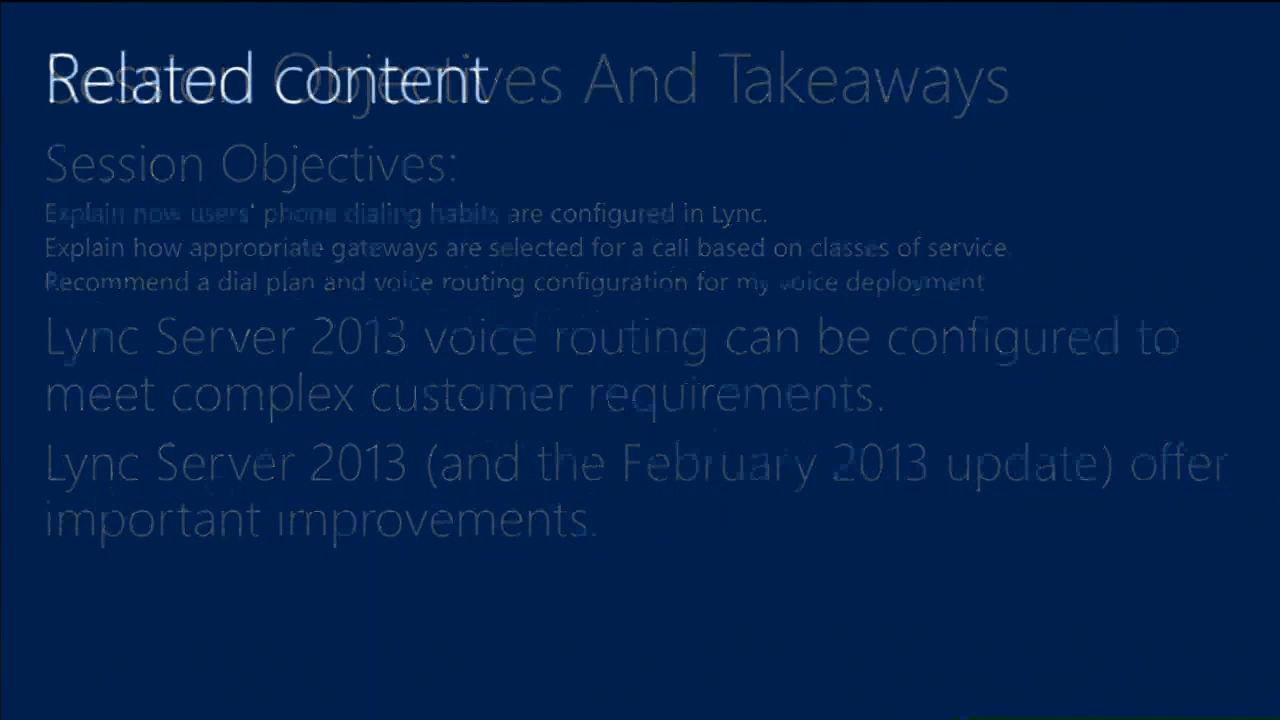 Related content
Session Objectives And Takeaways
Session Objectives:
Explain how users' phone dialing habits are configured in Lync.
Explain how appropriate gateways are selected for a call based on classes of service.
Recommend a dial plan and voice routing configuration for my voice deployment
Lync Server 2013 voice routing can be configured to
meet complex customer requirements.
Lync Server 2013 (and the February 2013 update) offer
important improvements.